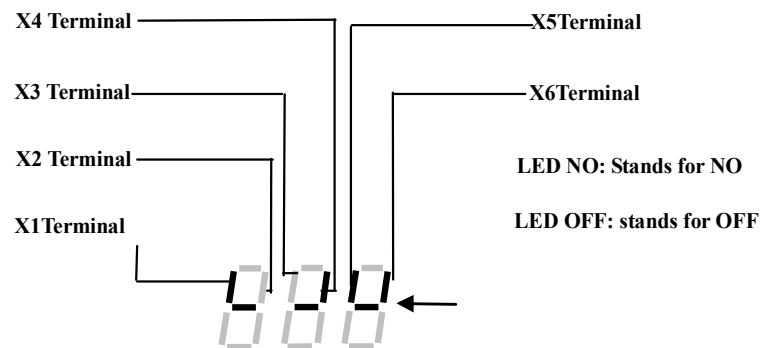 X4 Terminal
X5Terminal
X3 Terminal
X6Terminal
X2 Terminal
LED NO: Stands for NO
X1Terminal
LED OFF: stands for OFF